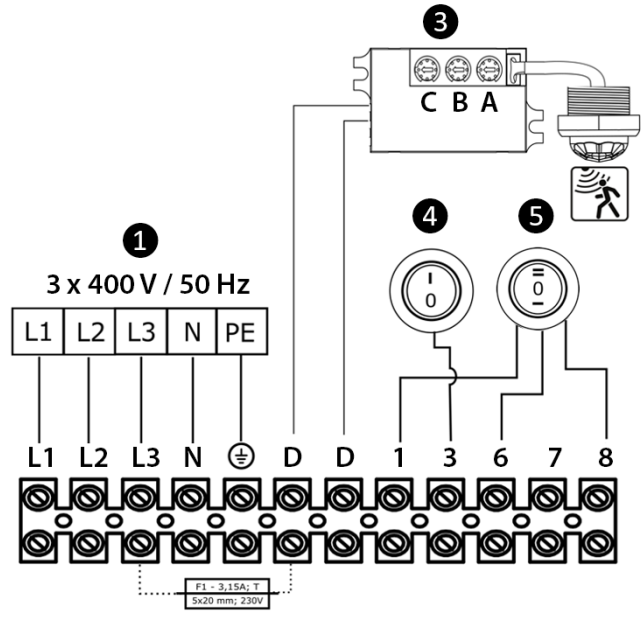 3
C B A
4
5
I
0
0
1
3 x 400 V / 50 Hz
L1 L2 L3 N PE
L1 L2 L3 N D D 1 3 6 7 8
F1 - 3,15A; T
5x20 mm; 230V